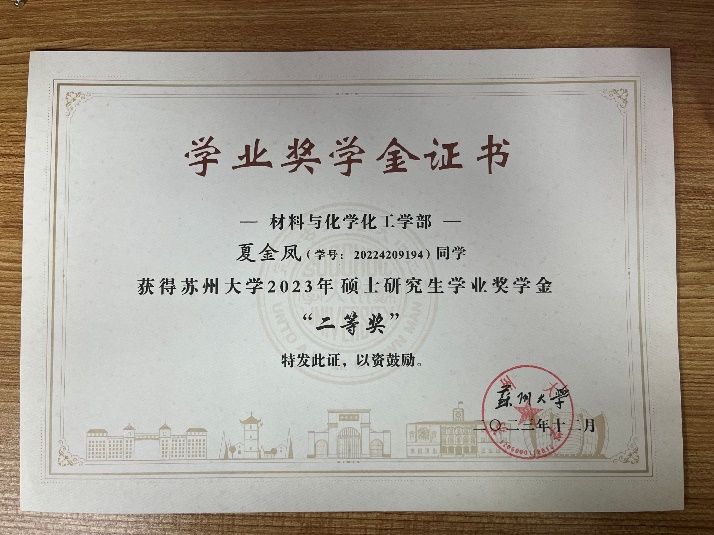 学业奖学金证书
— 材料与化学化工学部 —
夏金凤(学号: 20224209194)同学
获得苏州大学2023年硕士研究生学业奖学金
“二等奖”
特发此证,以资鼓励。
苏州大学
二〇二三年十二月